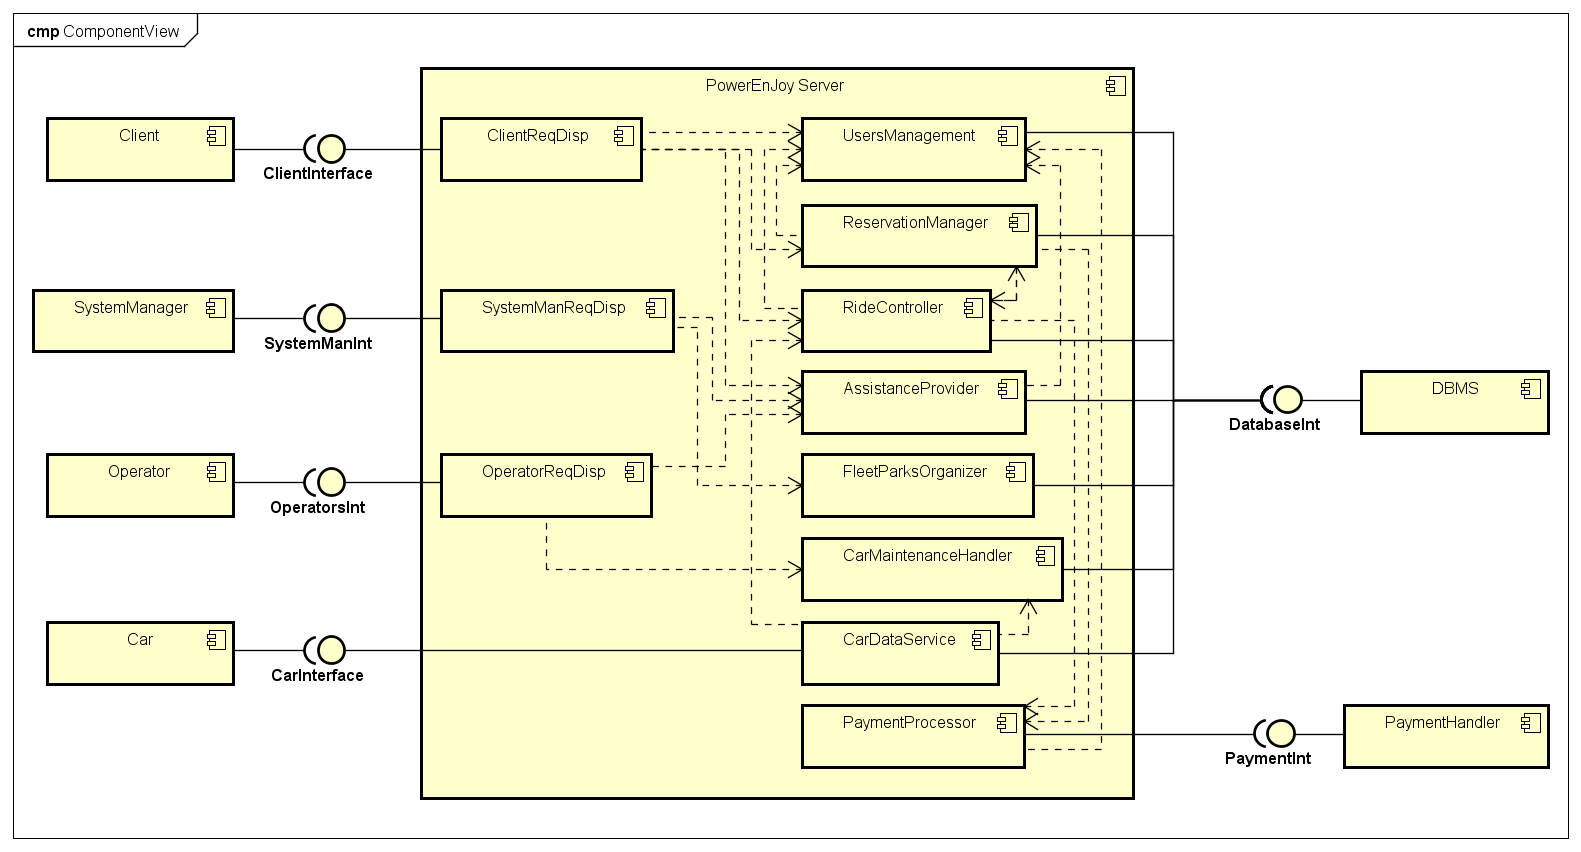 cmp ComponentView
PowerEnJoy Server
Client
ClientInterface
ClientReqDisp
UsersManagement
ReservationManager
SystemManager
SystemManInt
SystemManReqDisp
RideController
AssistanceProvider
DatabaseInt
DBMS
Operator
OperatorsInt
OperatorReqDisp
FleetParksOrganizer
CarMaintenanceHandler
Car
CarInterface
CarDataService
PaymentProcessor
PaymentInt
PaymentHandler